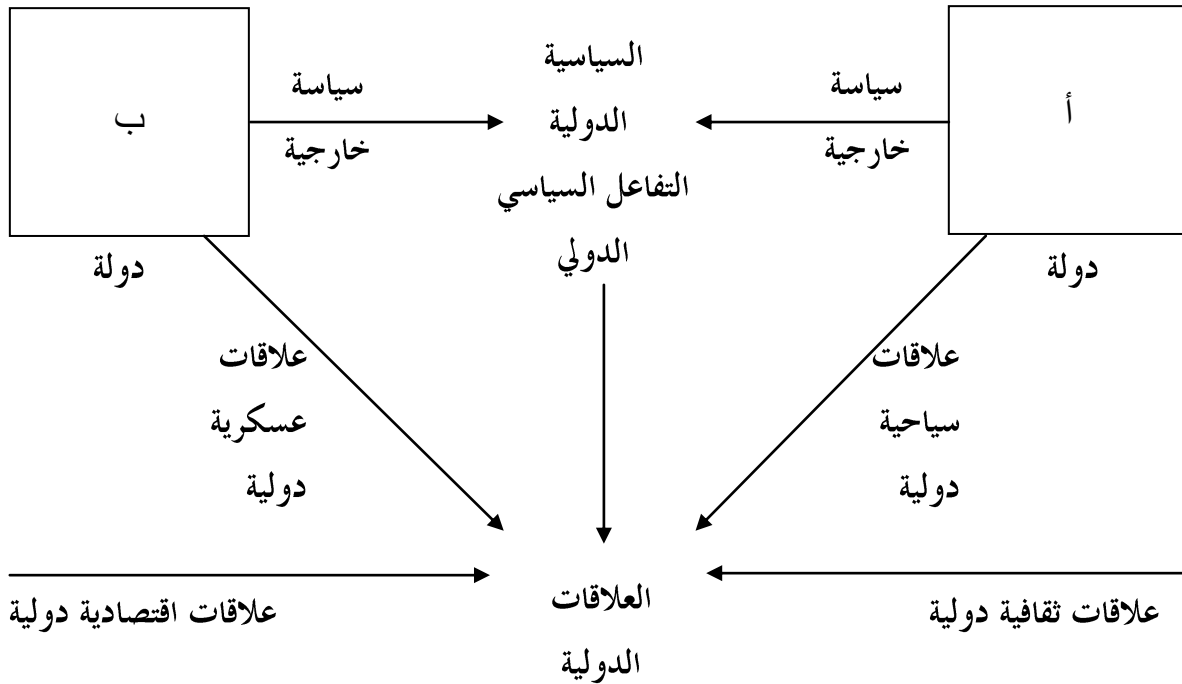 أ
دولة
سياسة
خارجية
السياسية
الدولية
التفاعل السياسي
الدولي
سياسة
خارجية
ب
دولة
علاقات
سياحية
دولية
علاقات
عسكرية
دولية
علاقات ثقافية دولية
العلاقات
الدولية
علاقات اقتصادية دولية